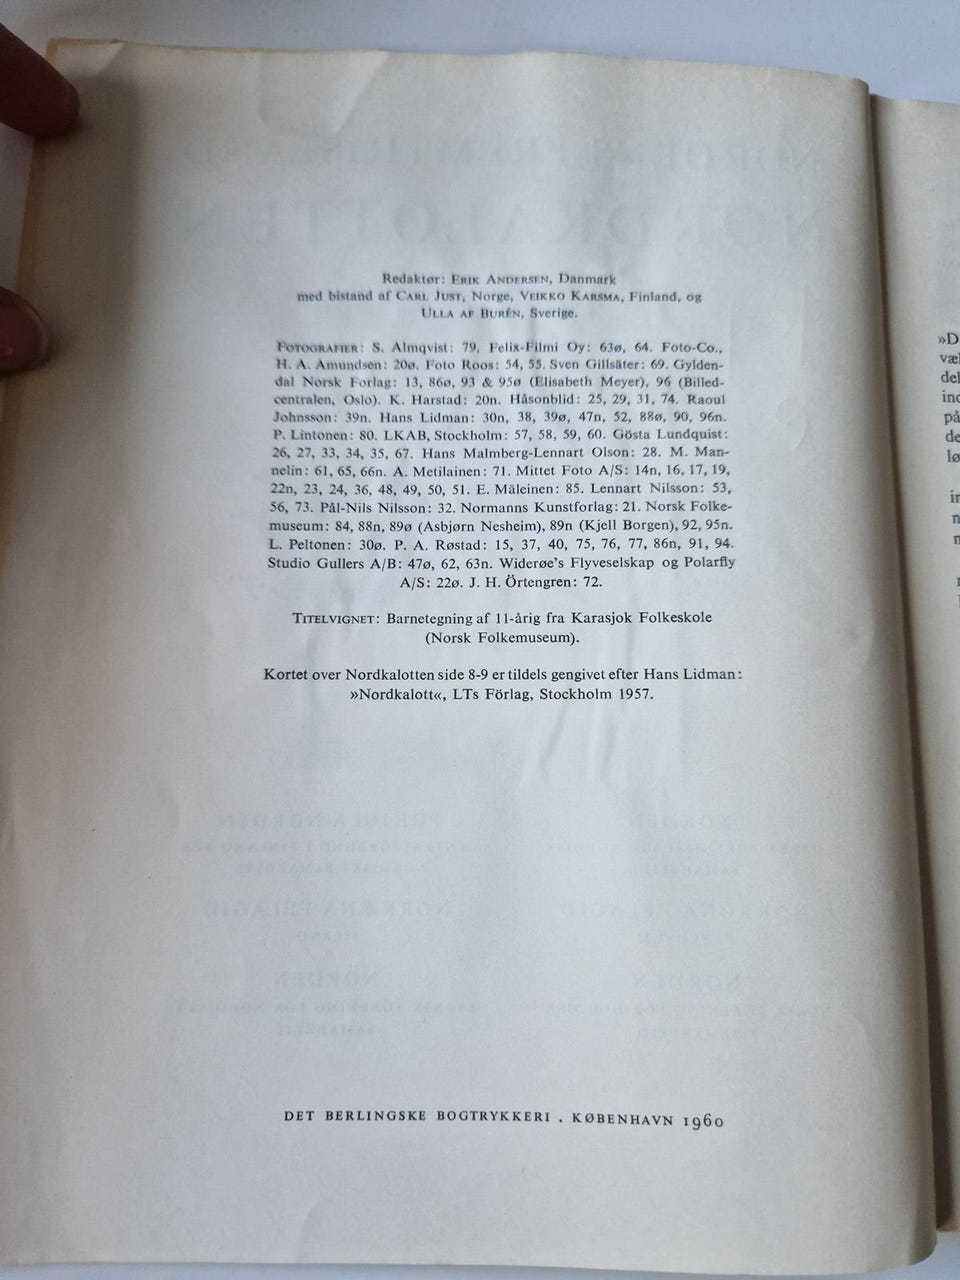 Redaktør: ERIK ANDERSEN, Danmark
med bistand af CARL JUST, Norge, VEIKKO KARSMA, Finland, og
ULLA AF BURÉN, Sverige.
FOTOGRAFIER: S. Almqvist: 79, Felix-Filmi Oy: 63ø, 64. Foto-Co.,
H. A. Amundsen: 20ø. Foto Roos: 54, 55. Sven Gillsäter: 69. Gylden-
dal Norsk Forlag: 13, 86ø, 93 & 95ø (Elisabeth Meyer), 96 (Billed-
centralen, Oslo). K. Harstad: 20n. Håsonblid: 25, 29, 31, 74. Raoul
Johnsson: 39n. Hans Lidman: 30n, 38, 39ø, 47n, 52, 88ø, 90, 96n.
P. Lintonen: 80. LKAB, Stockholm: 57, 58, 59, 60. Gösta Lundquist:
26, 27, 33, 34, 35, 67. Hans Malmberg-Lennart Olson: 28. M. Man-
nelin: 61, 65, 66n. A. Metilainen: 71. Mittet Foto A/S: 14n, 16, 17, 19,
22n, 23, 24, 36, 48, 49, 50, 51. E. Mäleinen: 85. Lennart Nilsson: 53,
56, 73. Pål-Nils Nilsson: 32. Normanns Kunstforlag: 21. Norsk Folke-
museum: 84, 88n, 89ø (Asbjørn Nesheim), 89n (Kjell Borgen), 92, 95n.
L. Peltonen: 30ø. P. A. Røstad: 15, 37, 40, 75, 76, 77, 86n, 91, 94.
Studio Gullers A/B: 47ø, 62, 63n. Widerøe's Flyveselskap og Polarfly
A/S: 22ø. J. H. Örtengren: 72.
TITELVIGNET: Barnetegning af 11-årig fra Karasjok Folkeskole
(Norsk Folkemuseum).
Kortet over Nordkalotten side 8-9 er tildels gengivet efter Hans Lidman:
»Nordkalott«, LTs Förlag, Stockholm 1957.
DET BERLINGSKE BOGTRYKKERI . KØBENHAVN 1960